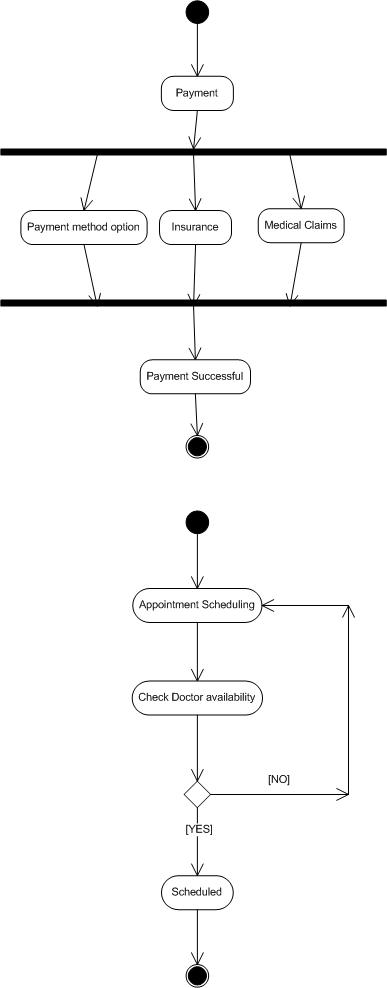 Payment
Payment method option
Insurance
Medical Claims
Payment Successful
Appointment Scheduling
Check Doctor availability
[NO]
[YES]
Scheduled